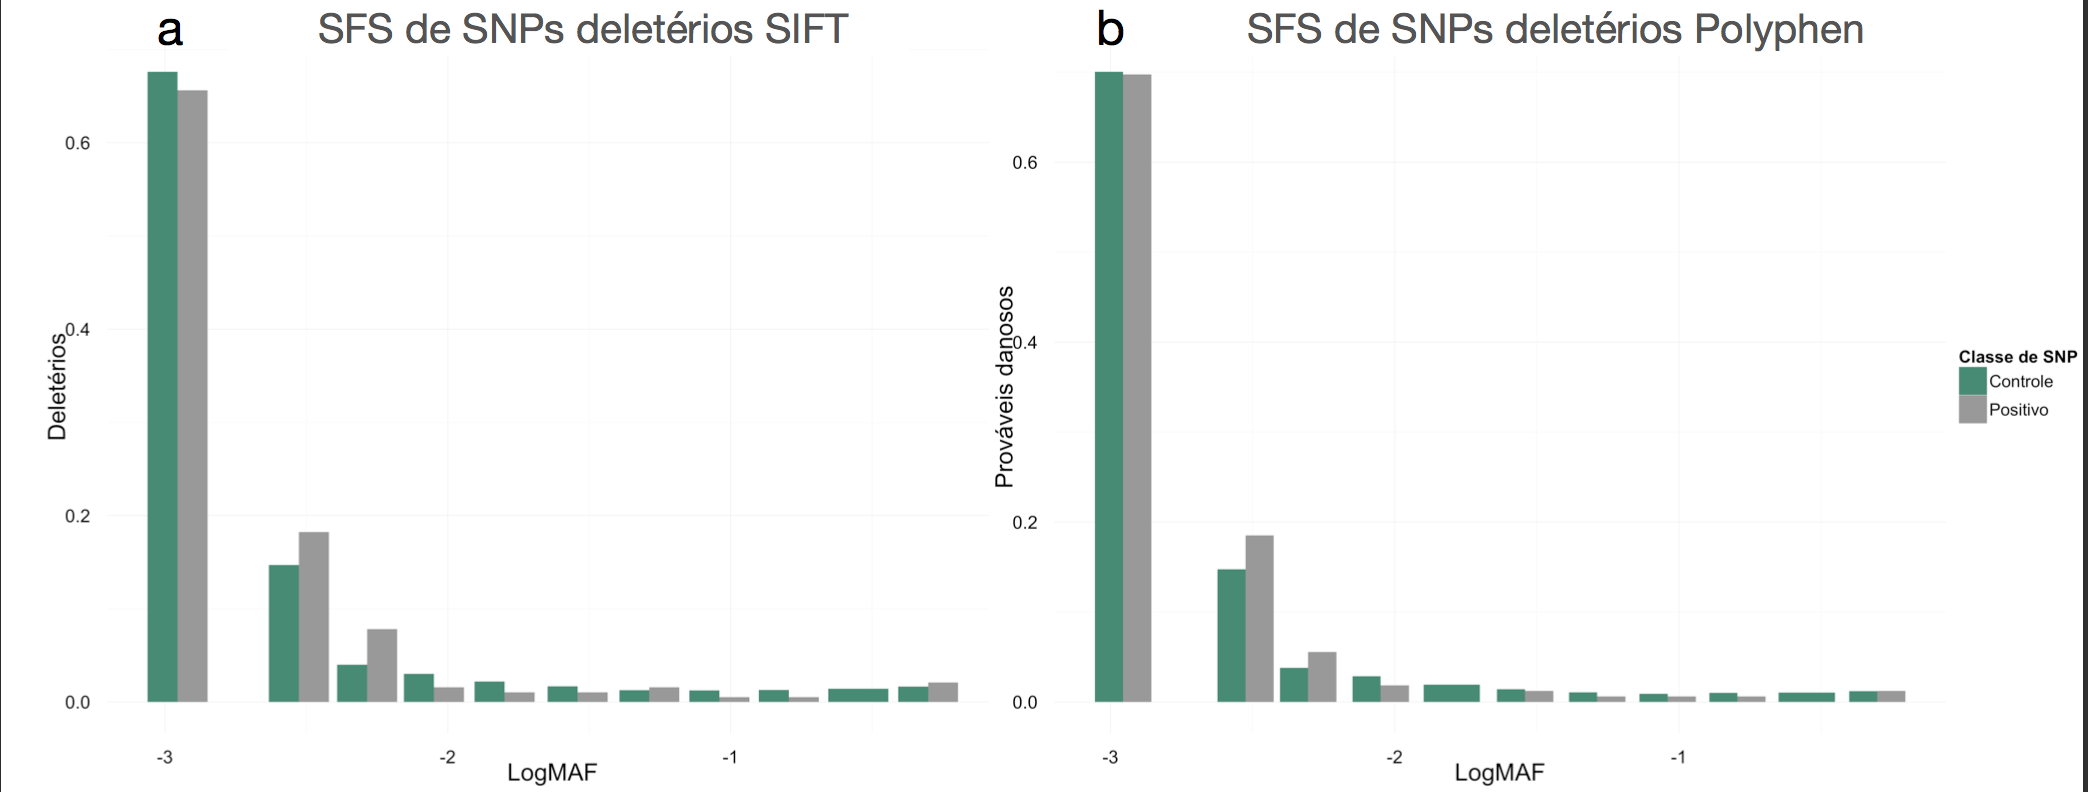 a
SFS de SNPs deletérios SIFT
0.6
0.4
0.2
0.0
Deletérios
-3
-2
-1
LogMAF
b
SFS de SNPs deletérios Polyphen
0.6
0.4
0.2
0.0
Prováveis danosos
-3
-2
-1
LogMAF
Classe de SNP
Controle
Positivo